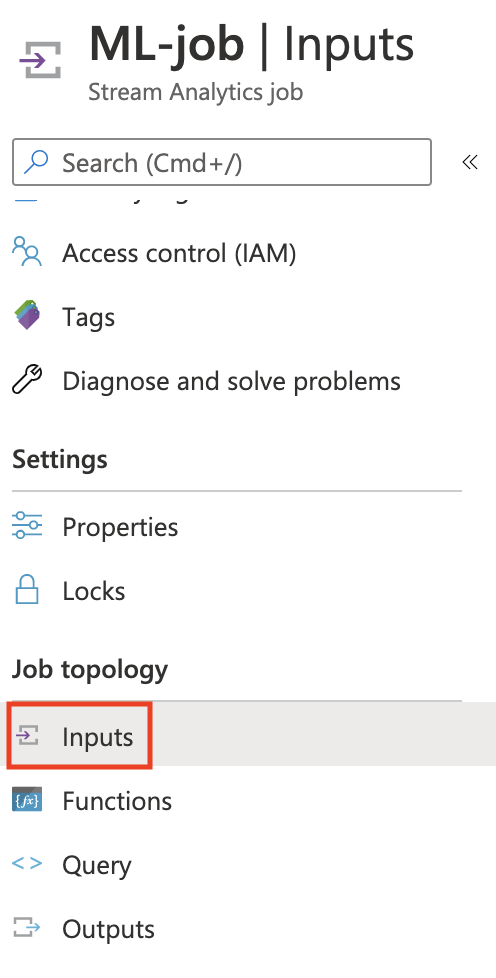 ML-job | Inputs
Stream Analytics job
Search (Cmd+/)
«
Access control (IAM)
Tags
Diagnose and solve problems
Settings
Properties
Locks
Job topology
Inputs
Functions
Query
Outputs